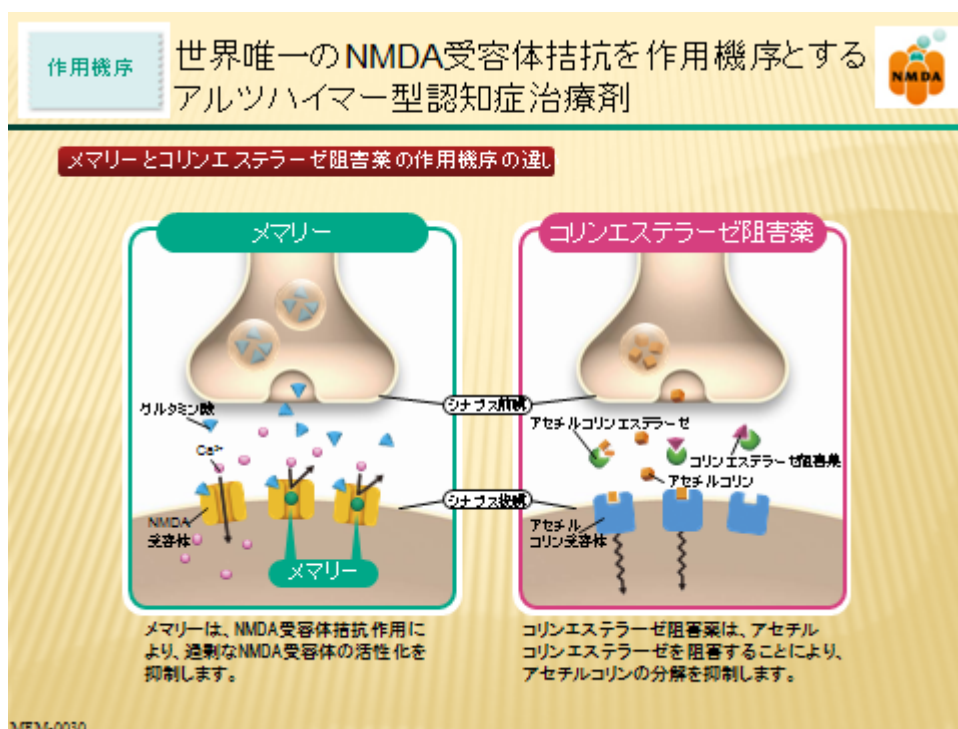 作用機序
世界唯一のNMDA受容体拮抗を作用機序とする
アルツハイマー型認知症治療剤
NMDA
メマリーとコリンエステラーゼ阻害薬の作用機序の違い
メマリー
コリンエステラーゼ阻害薬
グルタミン酸
Ca²⁺
NMDA
受容体
メマリー
シナプス前膜
シナプス後膜
アセチルコリンエステラーゼ
コリンエステラーゼ阻害薬
アセチルコリン
アセチル
コリン受容体
メマリーは、NMDA受容体拮抗作用に
より、過剰なNMDA受容体の活性化を
抑制します。
コリンエステラーゼ阻害薬は、アセチル
コリンエステラーゼを阻害することにより、
アセチルコリンの分解を抑制します。
MEM-0030